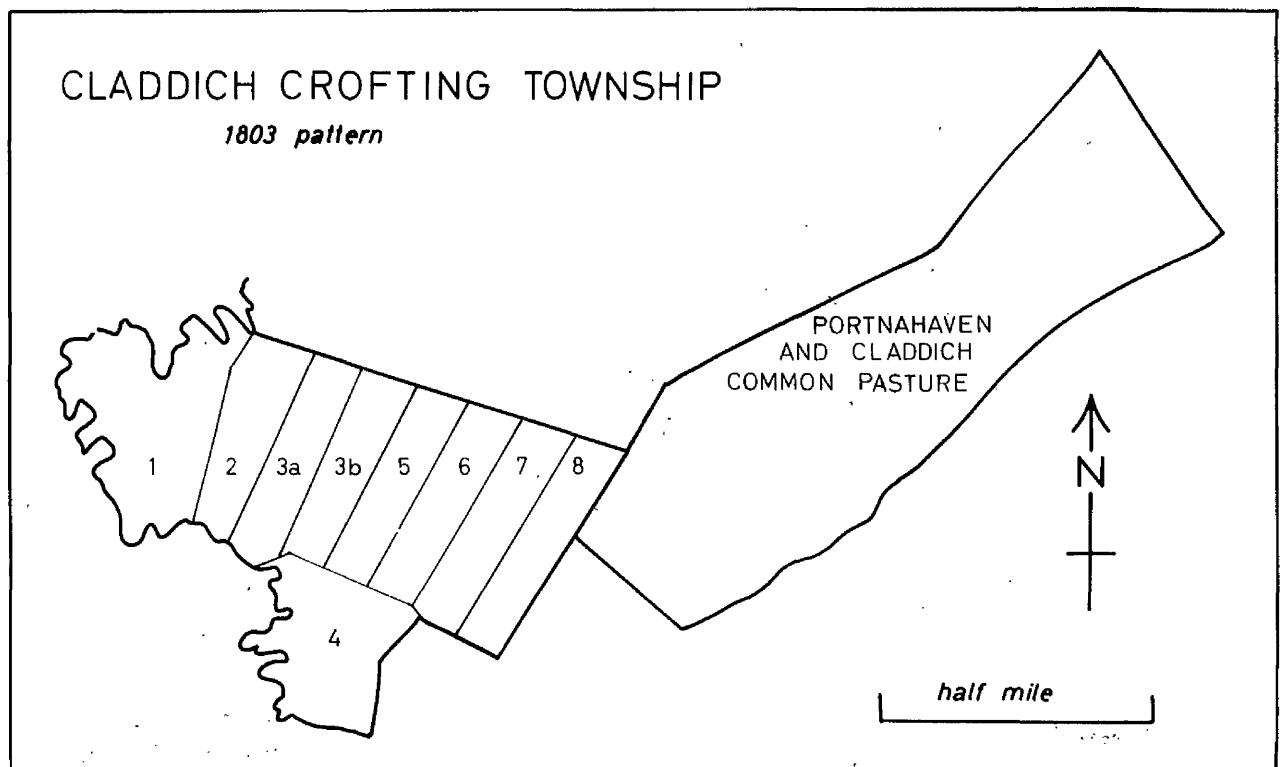 CLADDICH CROFTING TOWNSHIP
1803 pattern
PORTNAHAVEN
AND CLADDICH
COMMON PASTURE
1
2
3a
3b
5
6
7
8
4
N
half mile